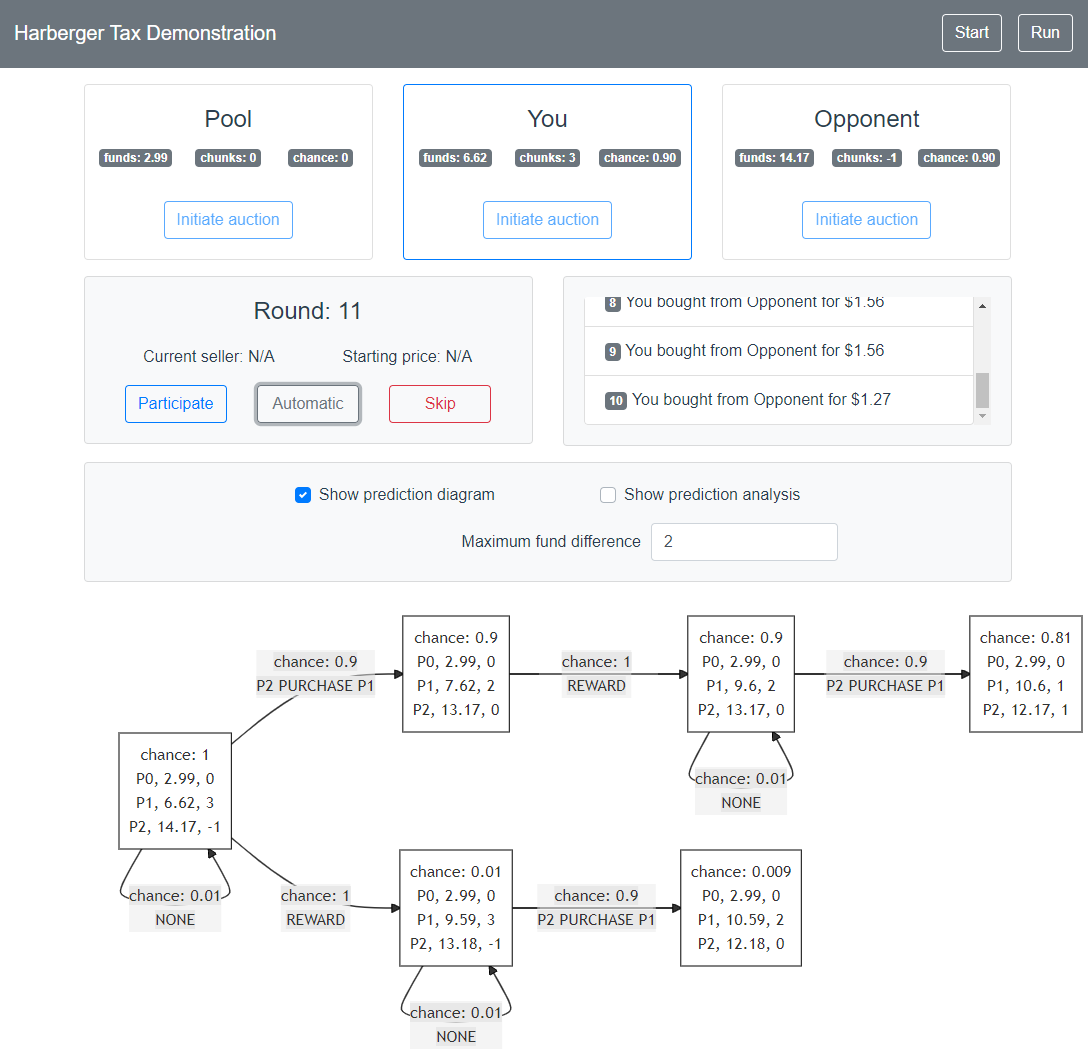 Harberger Tax Demonstration
Start
Run
Pool
funds: 2.99
chunks: 0
chance: 0
Initiate auction
You
funds: 6.62
chunks: 3
chance: 0.90
Initiate auction
Opponent
funds: 14.17
chunks: -1
chance: 0.90
Initiate auction
Round: 11
Current seller: N/A
Starting price: N/A
Participate
Automatic
Skip
8 You bought from Opponent for $1.56
9 You bought from Opponent for $1.56
10 You bought from Opponent for $1.27
Show prediction diagram
Show prediction analysis
Maximum fund difference
2
chance: 0.9
P2 PURCHASE P1
chance: 0.9
P0, 2.99, 0
P1, 7.62, 2
P2, 13.17, 0
chance: 1
REWARD
chance: 0.9
P0, 2.99, 0
P1, 9.6, 2
P2, 13.17, 0
chance: 0.9
P2 PURCHASE P1
chance: 0.81
P0, 2.99, 0
P1, 10.6, 1
P2, 12.17, 1
chance: 0.01
NONE
chance: 1
P0, 2.99, 0
P1, 6.62, 3
P2, 14.17, -1
chance: 0.01
NONE
chance: 1
REWARD
chance: 0.01
P0, 2.99, 0
P1, 9.59, 3
P2, 13.18, -1
chance: 0.9
P2 PURCHASE P1
chance: 0.009
P0, 2.99, 0
P1, 10.59, 2
P2, 12.18, 0
chance: 0.01
NONE